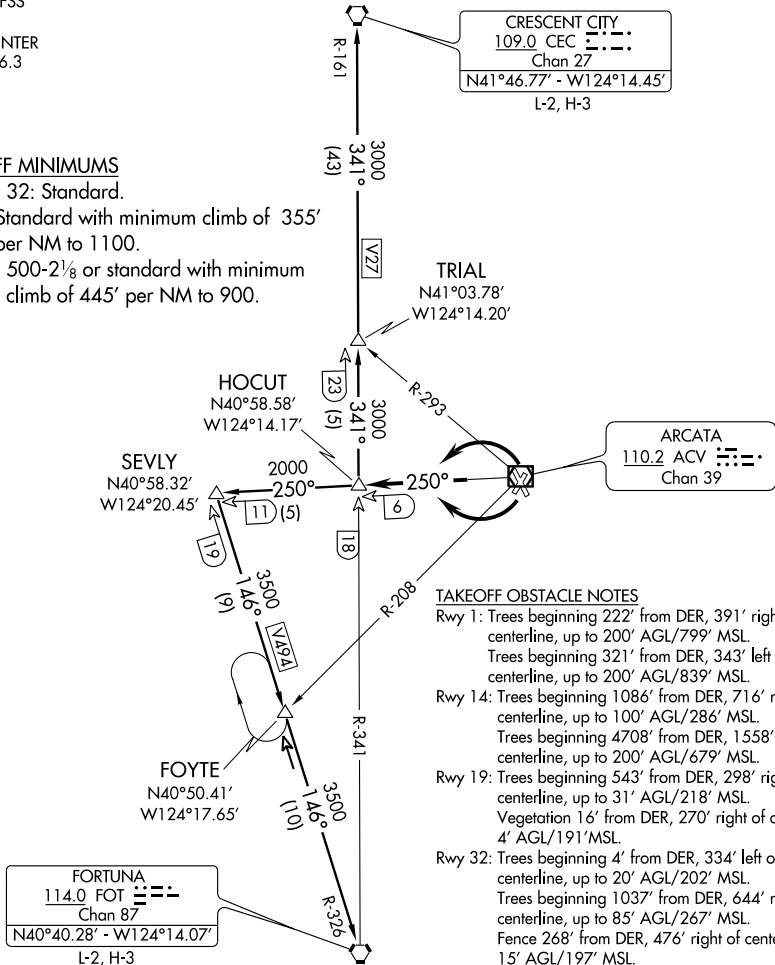 FSS
NTER
6.3
CRESCENT CITY
109.0 CEC
Chan 27
N41°46.77' - W124°14.45'
L-2, H-3
R-161
3000
341°
(43)
FF MINIMUMS
32: Standard.
Standard with minimum climb of 355'
per NM to 1100.
500-2⅛ or standard with minimum
climb of 445' per NM to 900.
V27
TRIAL
N41°03.78'
W124°14.20'
HOCUT
N40°58.58'
W124°14.17'
23
3000
341°
(5)
R-293
SEVLY
N40°58.32'
W124°20.45'
2000
250°
11
(5)
250°
6
ARCATA
110.2 ACV
Chan 39
19
18
3500
146°
(9)
V494
R-208
R-341
FOYTE
N40°50.41'
W124°17.65'
3500
146°
(10)
TAKEOFF OBSTACLE NOTES
Rwy 1: Trees beginning 222' from DER, 391' righ
centerline, up to 200' AGL/799' MSL.
Trees beginning 321' from DER, 343' left
centerline, up to 200' AGL/839' MSL.
Rwy 14: Trees beginning 1086' from DER, 716' r
centerline, up to 100' AGL/286' MSL.
Trees beginning 4708' from DER, 1558'
centerline, up to 200' AGL/679' MSL.
Rwy 19: Trees beginning 543' from DER, 298' rig
centerline, up to 31' AGL/218' MSL.
Vegetation 16' from DER, 270' right of c
4' AGL/191'MSL.
Rwy 32: Trees beginning 4' from DER, 334' left o
centerline, up to 20' AGL/202' MSL.
Trees beginning 1037' from DER, 644' r
centerline, up to 85' AGL/267' MSL.
Fence 268' from DER, 476' right of cente
15' AGL/197' MSL.
FORTUNA
114.0 FOT
Chan 87
N40°40.28' - W124°14.07'
L-2, H-3
R-326